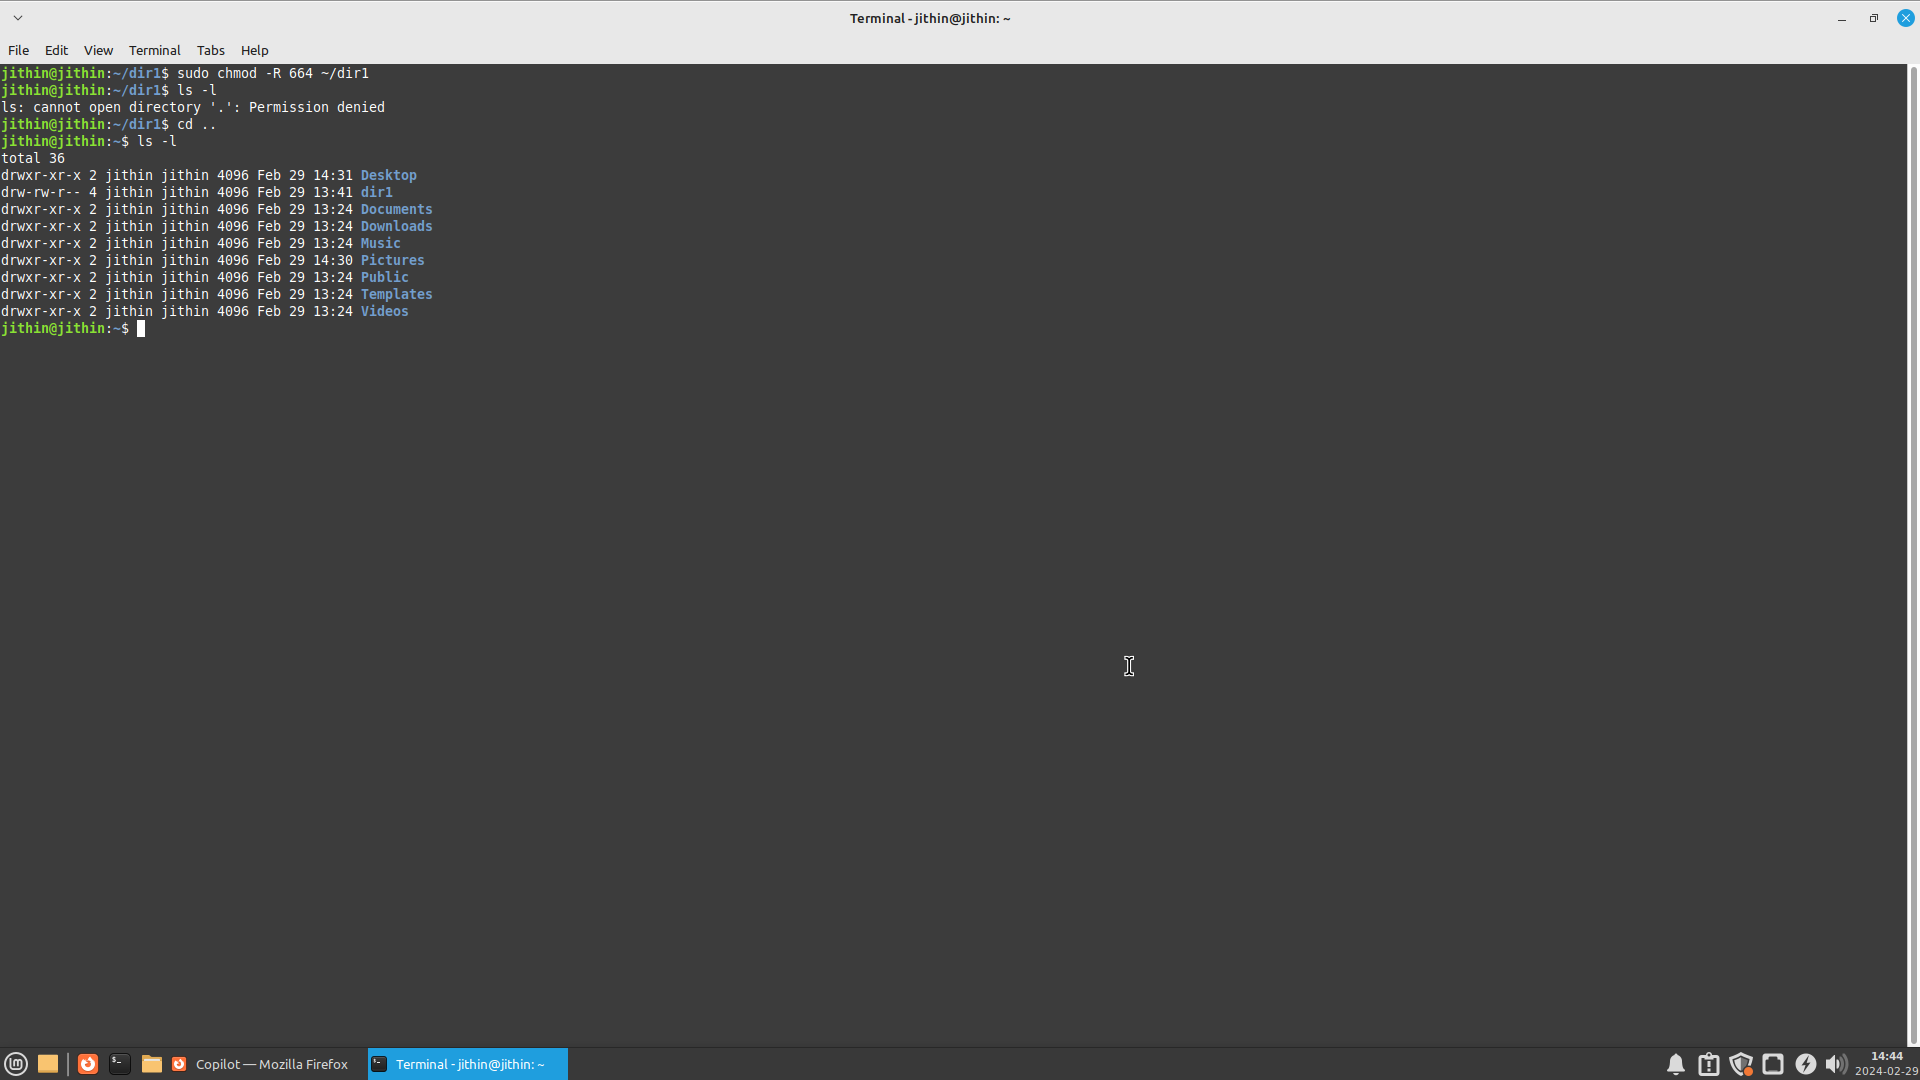 Terminal - jithin@jithin: ~
File Edit View Terminal Tabs Help
jithin@jithin:~/dir1$ sudo chmod -R 664 ~/dir1
jithin@jithin:~/dir1$ ls -l
ls: cannot open directory '.': Permission denied
jithin@jithin:~/dir1$ cd ..
jithin@jithin:~$ ls -l
total 36
drwxr-xr-x 2 jithin jithin 4096 Feb 29 14:31 Desktop
drw-rw-r-- 4 jithin jithin 4096 Feb 29 13:41 dir1
drwxr-xr-x 2 jithin jithin 4096 Feb 29 13:24 Documents
drwxr-xr-x 2 jithin jithin 4096 Feb 29 13:24 Downloads
drwxr-xr-x 2 jithin jithin 4096 Feb 29 13:24 Music
drwxr-xr-x 2 jithin jithin 4096 Feb 29 14:30 Pictures
drwxr-xr-x 2 jithin jithin 4096 Feb 29 13:24 Public
drwxr-xr-x 2 jithin jithin 4096 Feb 29 13:24 Templates
drwxr-xr-x 2 jithin jithin 4096 Feb 29 13:24 Videos
jithin@jithin:~$
Copilot — Mozilla Firefox
Terminal - jithin@jithin: ~
14:44
2024-02-29